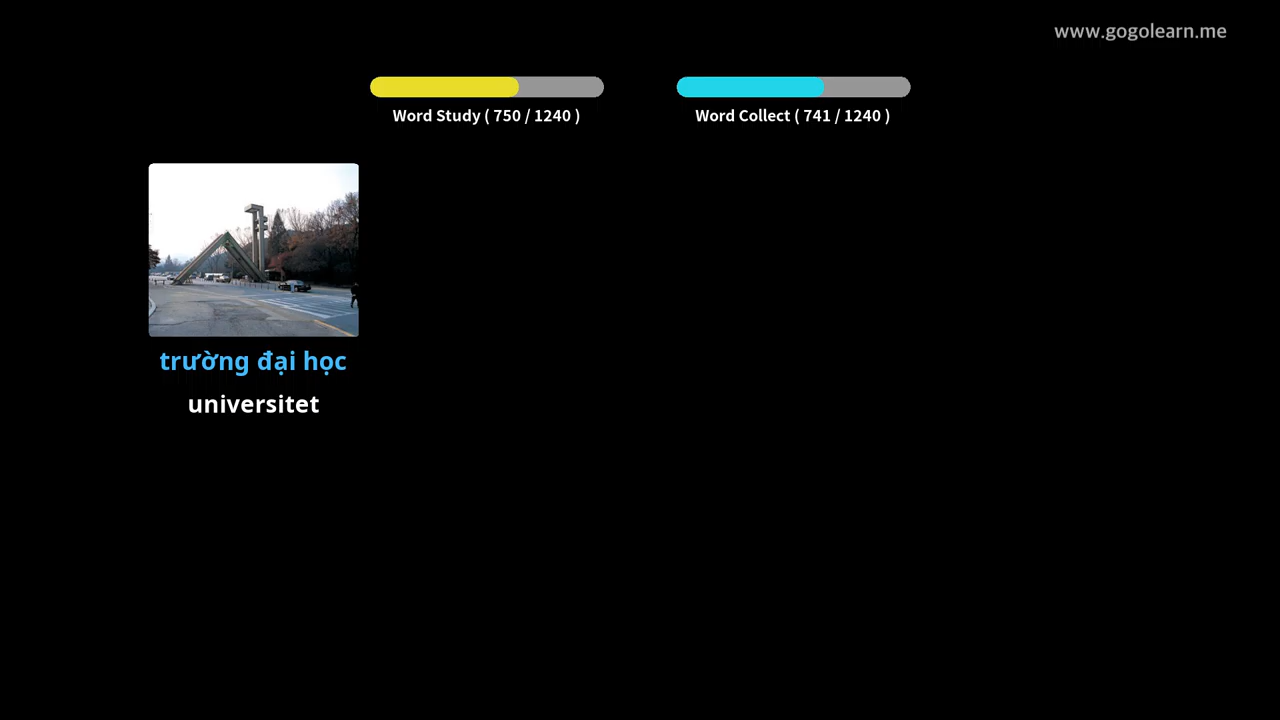 www.gogolearn.me
Word Study ( 750 / 1240 )
Word Collect ( 741 / 1240 )
trường đại học
universitet